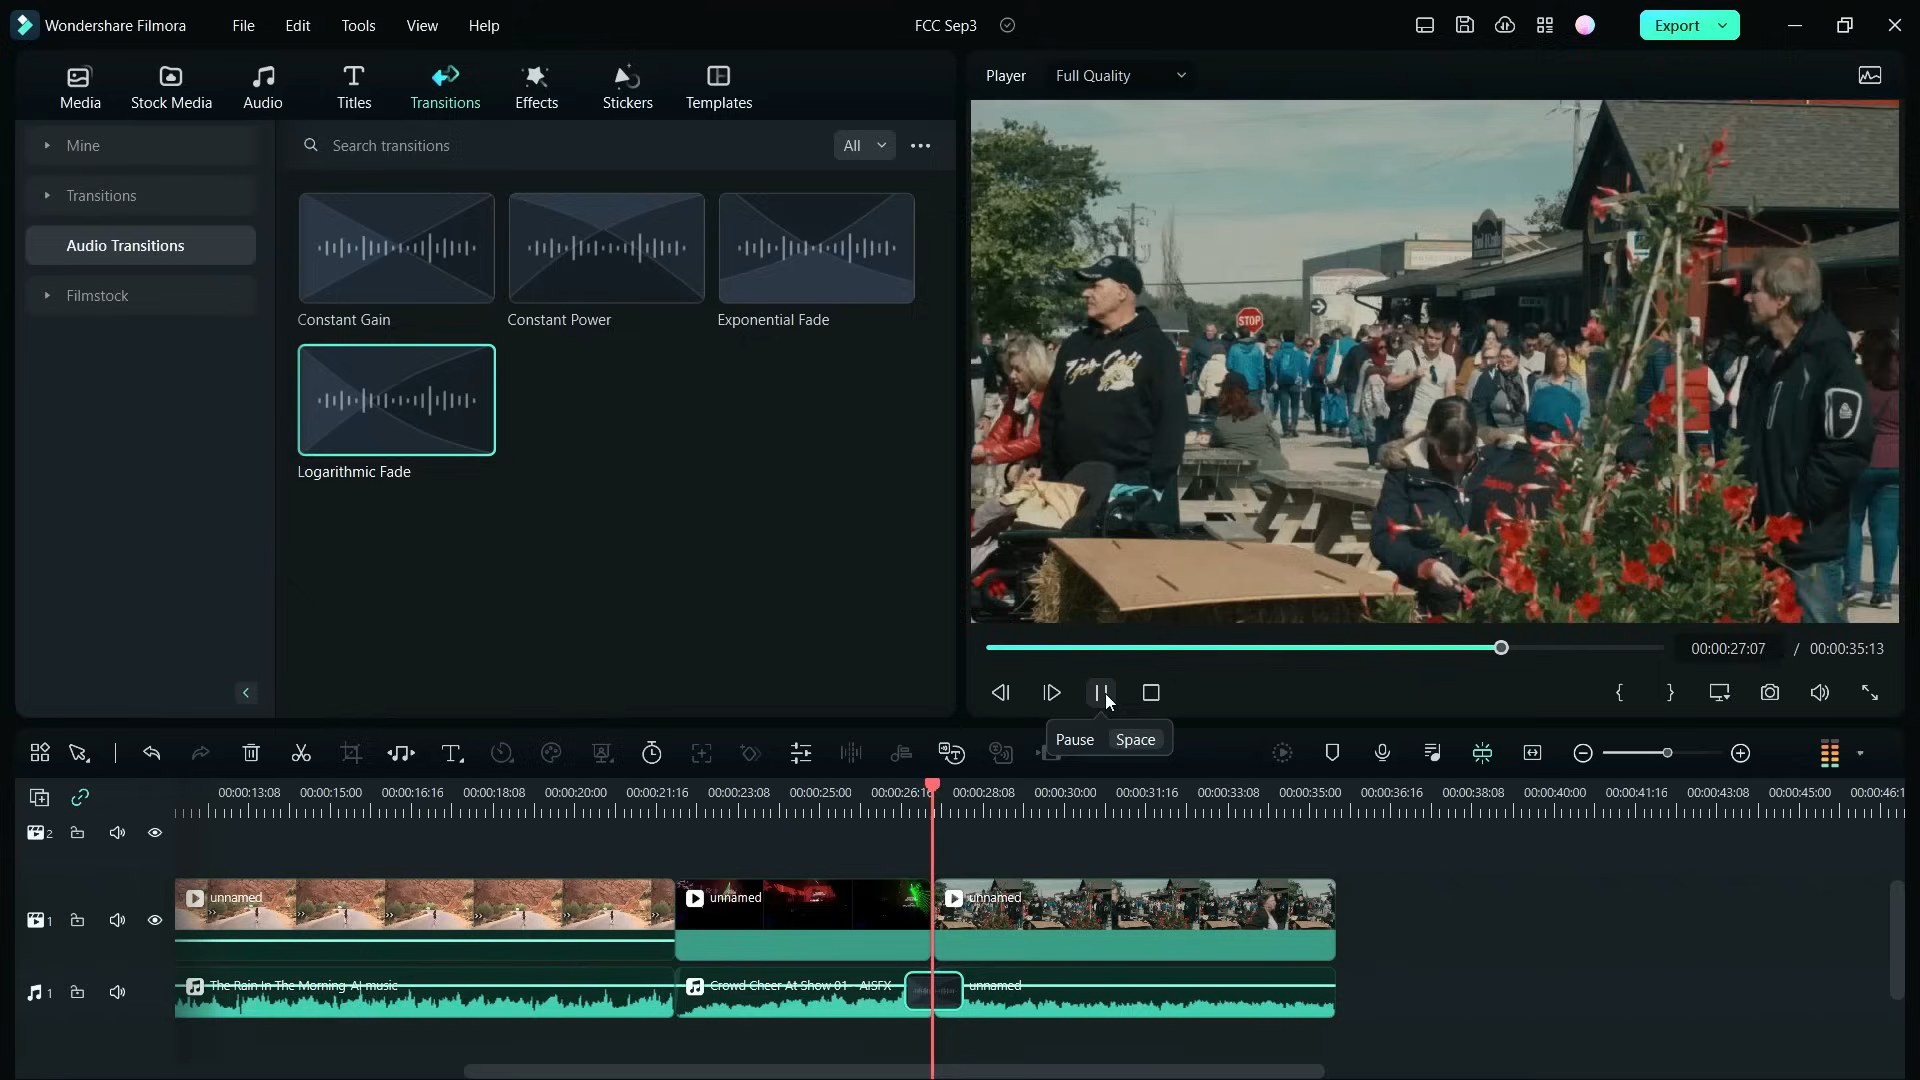 Wondershare Filmora
File
Edit
Tools
View
Help
FCC Sep3
Export
Media
Stock Media
Audio
Titles
Transitions
Effects
Stickers
Templates
Player
Full Quality
Mine
Transitions
Audio Transitions
Filmstock
Search transitions
All
Constant Gain
Constant Power
Exponential Fade
Logarithmic Fade
STOP
00:00:27:07 / 00:00:35:13
Pause Space
00:00:13:08 00:00:15:00 00:00:16:16 00:00:18:08 00:00:20:00 00:00:21:16 00:00:23:08 00:00:25:00 00:00:26:16 00:00:28:08 00:00:30:00 00:00:31:16 00:00:33:08 00:00:35:00 00:00:36:16 00:00:38:08 00:00:40:00 00:00:41:16 00:00:43:08 00:00:45:00 00:00:46:1
2
1
unnamed
unnamed
unnamed
1
The Rain In The Morning-AI music
Crowd Cheer At Show 01 - AISFX
unnamed